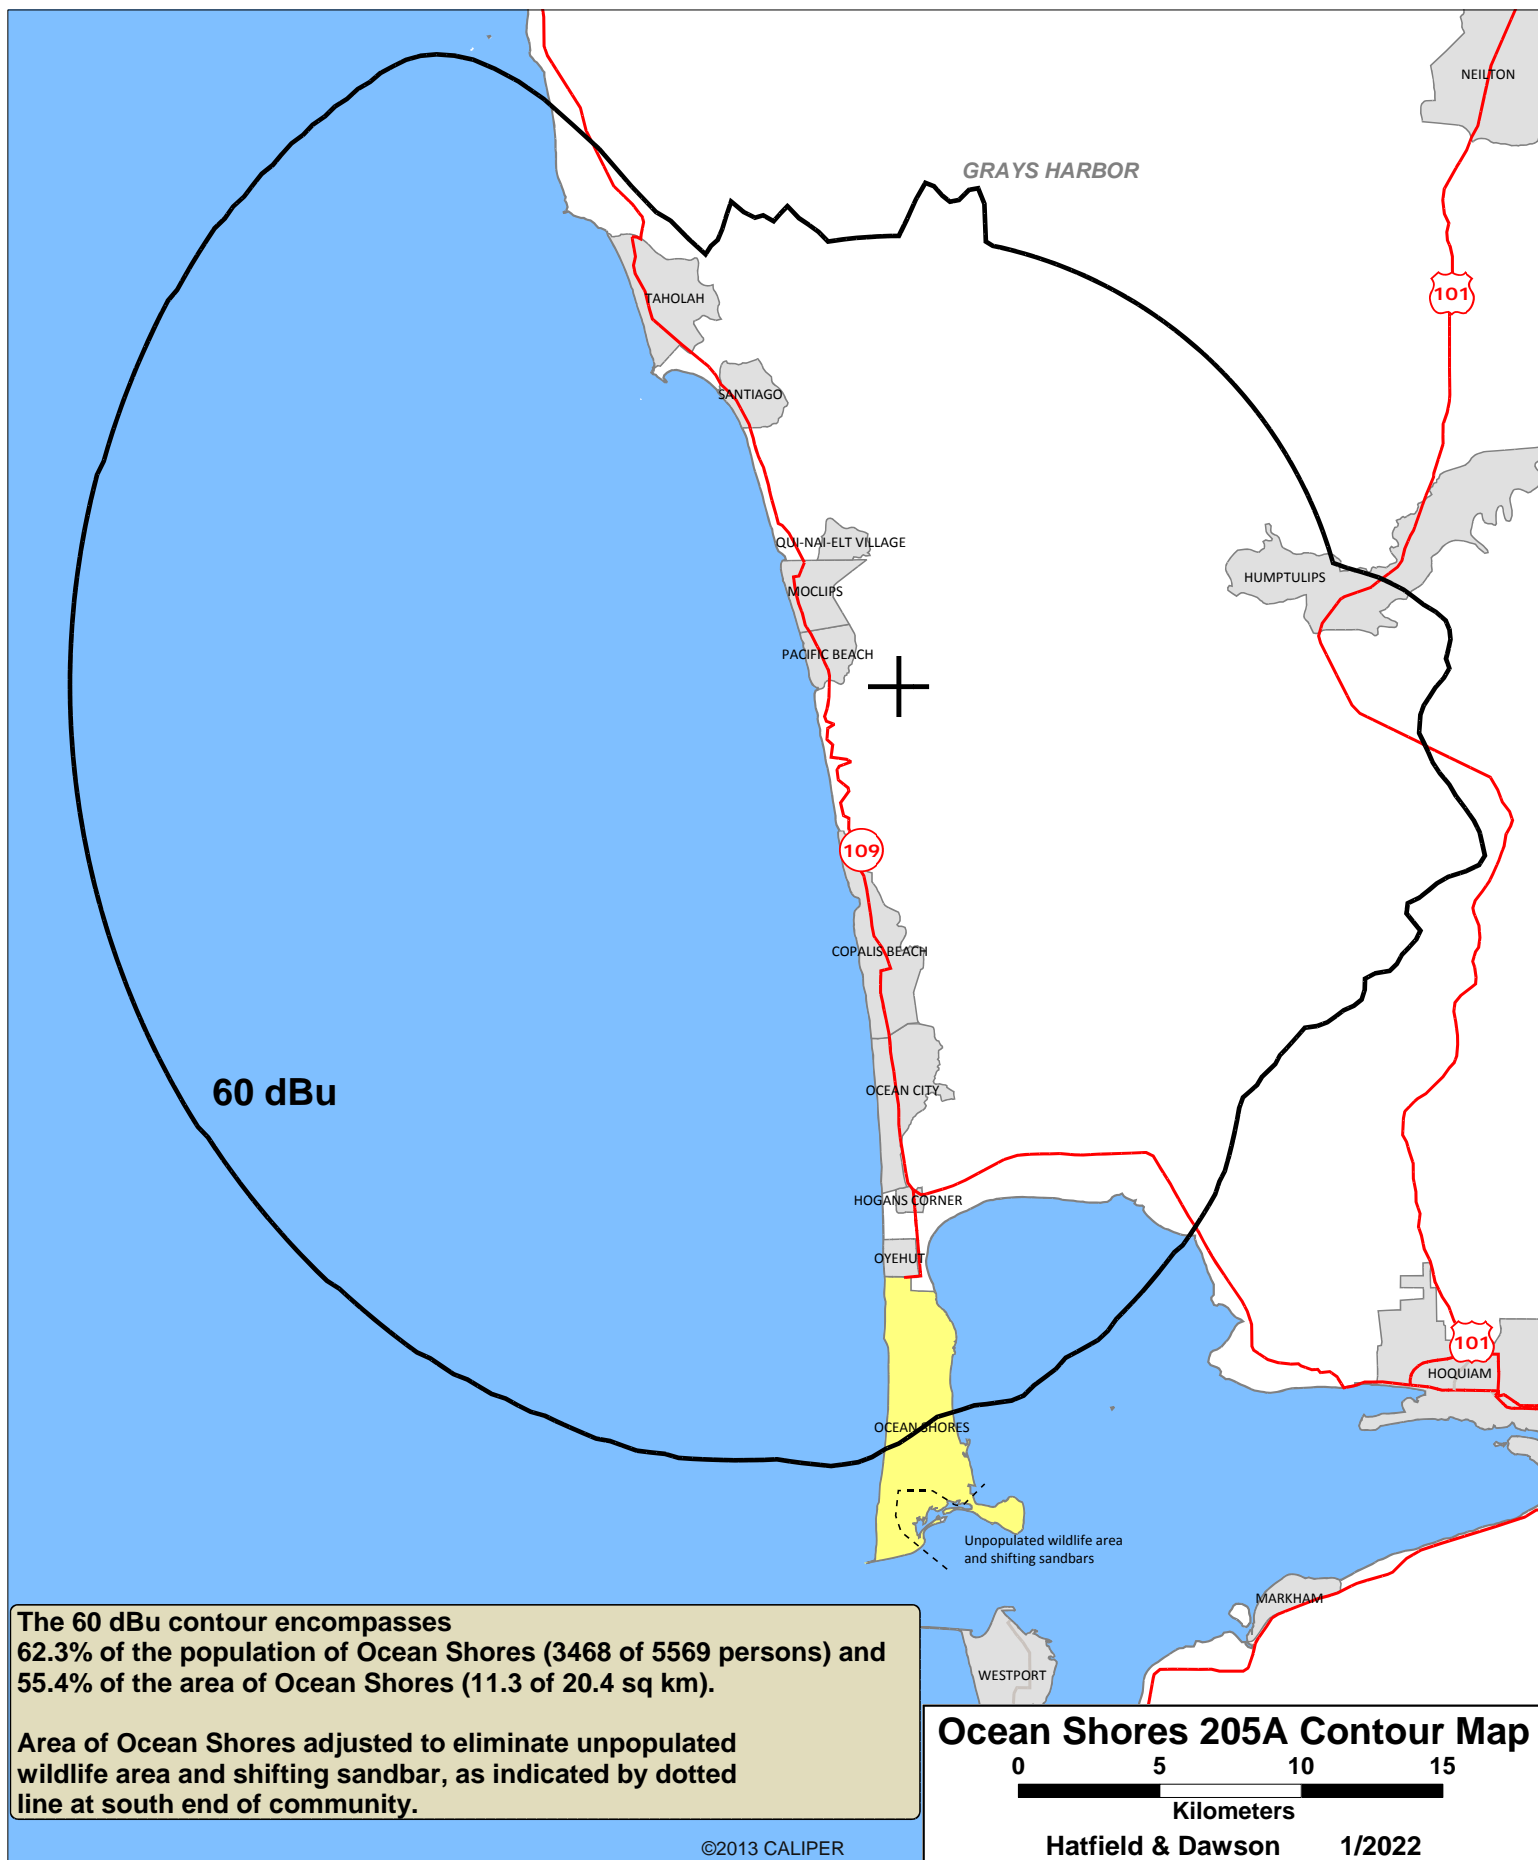 NEILTON
GRAYS HARBOR
101
TAHOLAH
SANTIAGO
QUI-NAI-ELT VILLAGE
HUMPTULIPS
MOCLIPS
PACIFIC BEACH
109
COPALIS BEACH
60 dBu
OCEAN CITY
HOGANS CORNER
OYEHUT
101
HOQUIAM
OCEAN SHORES
Unpopulated wildlife area
and shifting sandbars
MARKHAM
WESTPORT
The 60 dBu contour encompasses
62.3% of the population of Ocean Shores (3468 of 5569 persons) and
55.4% of the area of Ocean Shores (11.3 of 20.4 sq km).
Area of Ocean Shores adjusted to eliminate unpopulated
wildlife area and shifting sandbar, as indicated by dotted
line at south end of community.
©2013 CALIPER
Ocean Shores 205A Contour Map
0 5 10 15
Kilometers
Hatfield & Dawson 1/2022